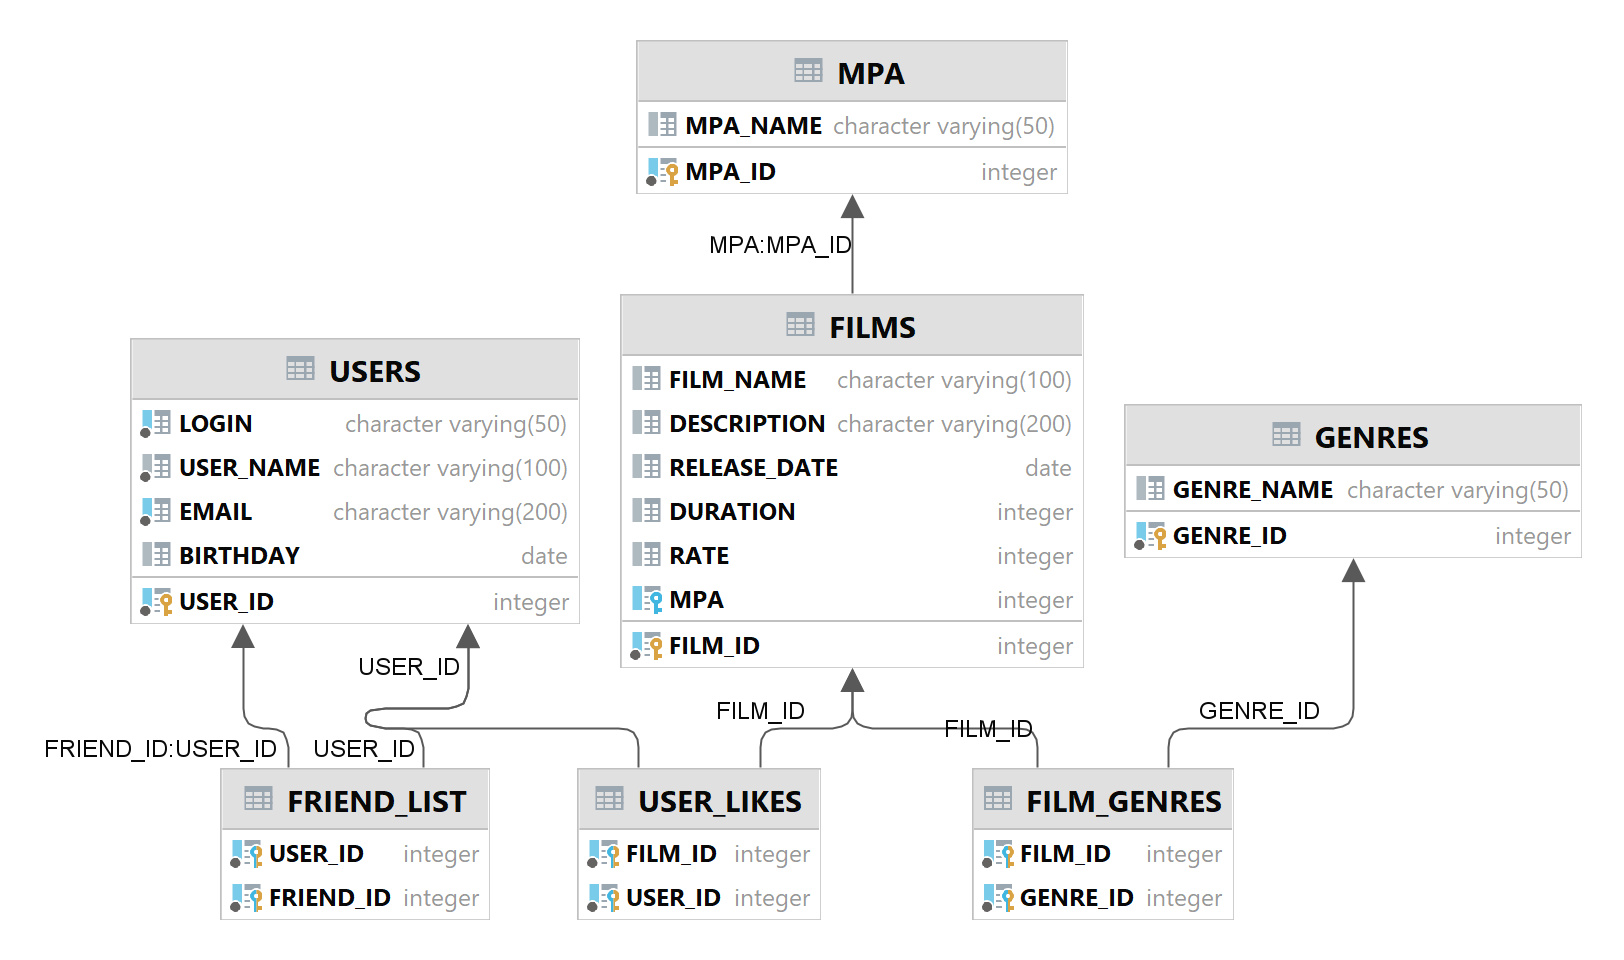 MPA
MPA_NAME character varying(50)
MPA_ID integer
MPA:MPA_ID
FILMS
FILM_NAME character varying(100)
DESCRIPTION character varying(200)
RELEASE_DATE date
DURATION integer
RATE integer
MPA integer
FILM_ID integer
USERS
LOGIN character varying(50)
USER_NAME character varying(100)
EMAIL character varying(200)
BIRTHDAY date
USER_ID integer
GENRES
GENRE_NAME character varying(50)
GENRE_ID integer
USER_ID
FRIEND_ID:USER_ID
USER_ID
FILM_ID
FILM_ID
GENRE_ID
FRIEND_LIST
USER_ID integer
FRIEND_ID integer
USER_LIKES
FILM_ID integer
USER_ID integer
FILM_GENRES
FILM_ID integer
GENRE_ID integer